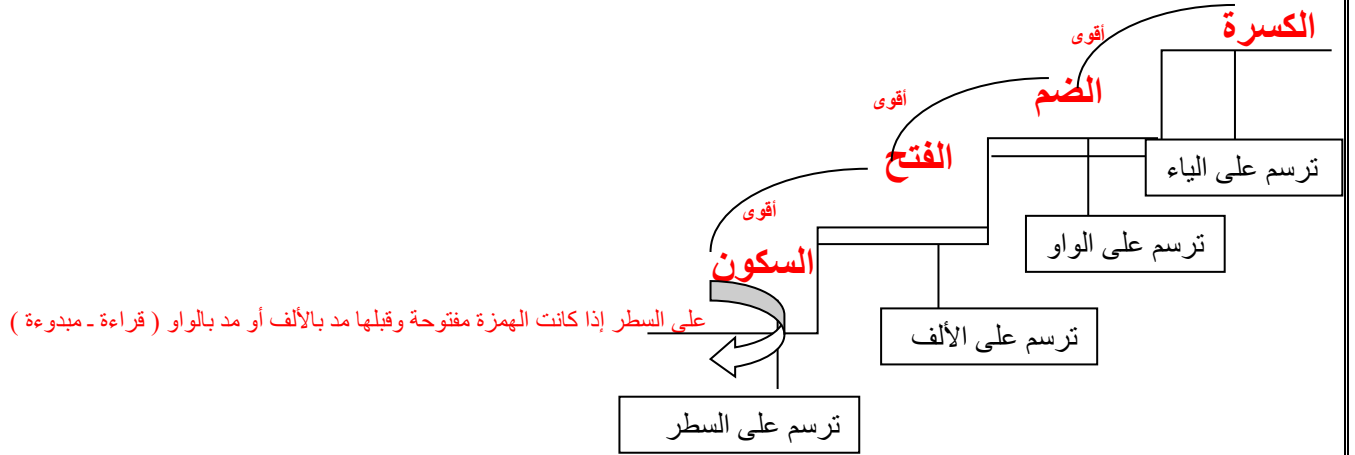 الكسرة
أقوى
الضم
أقوى
الفتح
ترسم على الياء
أقوى
ترسم على الواو
السكون
على السطر إذا كانت الهمزة مفتوحة وقبلها مد بالألف أو مد بالواو ( قراءة ـ مبدوءة )
ترسم على الألف
ترسم على السطر